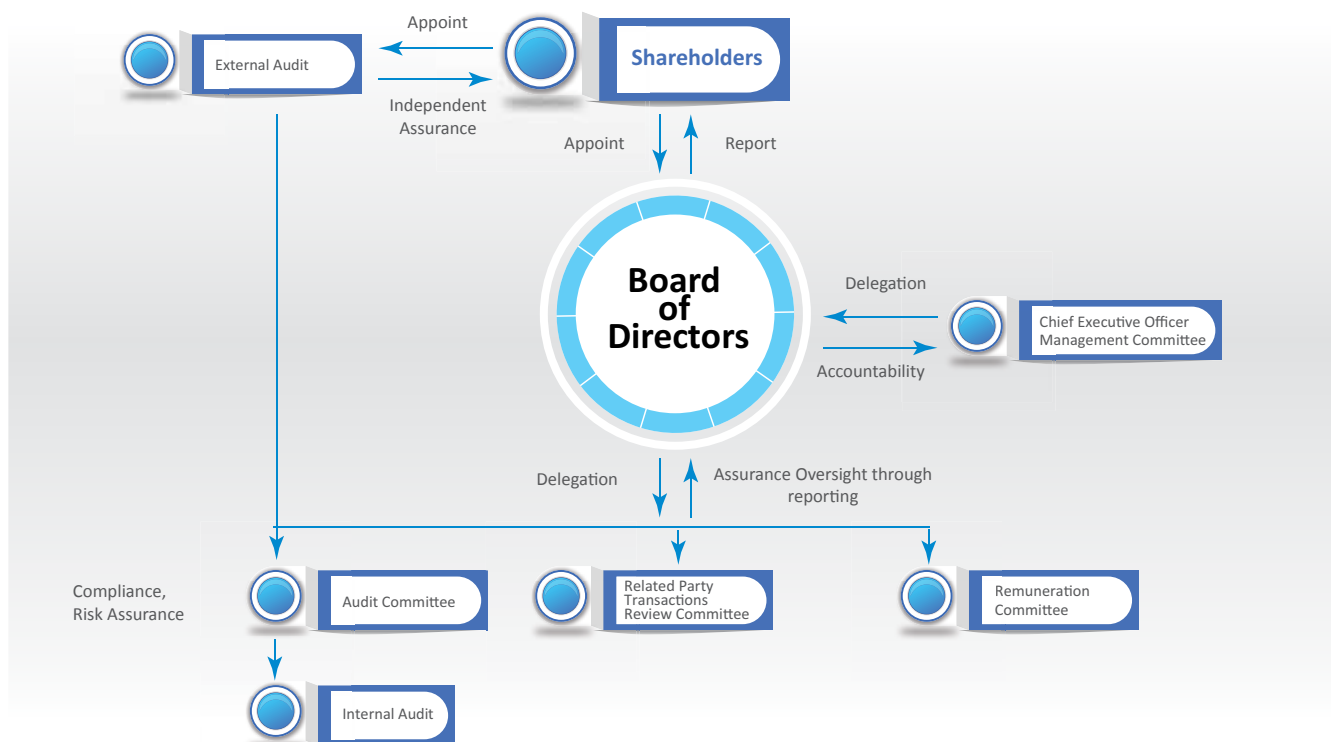 Appoint
External Audit
Shareholders
Independent
Assurance
Appoint
Report
Board
of
Directors
Delegation
Chief Executive Officer
Management Committee
Accountability
Delegation
Assurance Oversight through
reporting
Compliance,
Risk Assurance
Audit Committee
Related Party
Transactions
Review Committee
Remuneration
Committee
Internal Audit